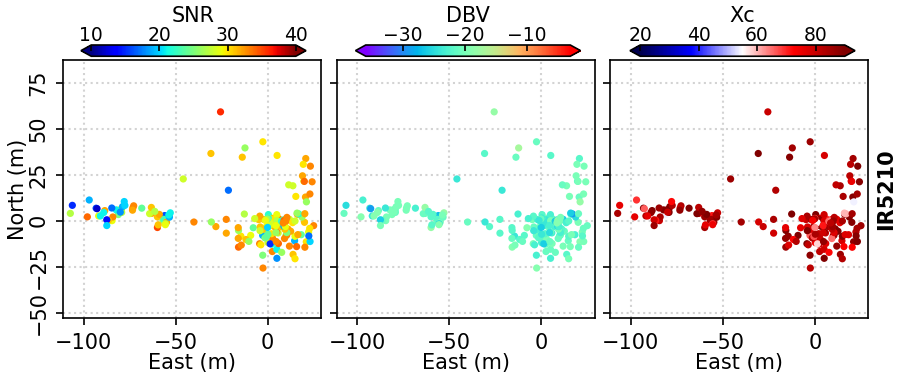 SNR DBV Xc
10 20 30 40 −30 −20 −10 20 40 60 80
North (m)
75
50
25
0
−25
−50
IR5210
−100 −50 0 −100 −50 0 −100 −50 0
East (m) East (m) East (m)